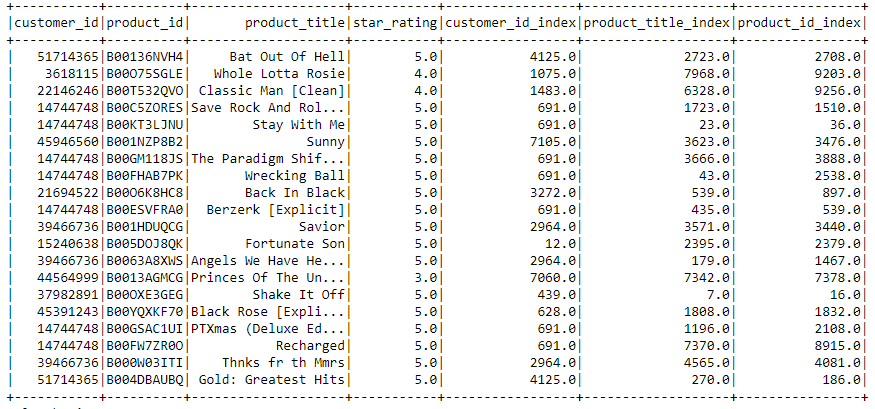 +-----------+----------+--------------------+-----------+-----------------+-------------------+----------------+
|customer_id|product_id|       product_title|star_rating|customer_id_index|product_title_index|product_id_index|
+-----------+----------+--------------------+-----------+-----------------+-------------------+----------------+
|   51714365|B00136NVH4|     Bat Out Of Hell|        5.0|           4125.0|             2723.0|          2708.0|
|    3618115|B00O75SGLE|   Whole Lotta Rosie|        4.0|           1075.0|             7968.0|          9203.0|
|   22146246|B00T532QVO| Classic Man [Clean]|        4.0|           1483.0|             6328.0|          9256.0|
|   14744748|B00C5ZORES|Save Rock And Rol...|        5.0|            691.0|             1723.0|          1510.0|
|   14744748|B00KT3LJNU|        Stay With Me|        5.0|            691.0|               23.0|            36.0|
|   45946560|B001NZP8B2|               Sunny|        5.0|           7105.0|             3623.0|          3476.0|
|   14744748|B00GM118JS|The Paradigm Shif...|        5.0|            691.0|             3666.0|          3888.0|
|   14744748|B00FHAB7PK|       Wrecking Ball|        5.0|            691.0|               43.0|          2538.0|
|   21694522|B00O6K8HC8|       Back In Black|        5.0|           3272.0|              539.0|           897.0|
|   14744748|B00ESVFRA0|  Berzerk [Explicit]|        5.0|            691.0|              435.0|           539.0|
|   39466736|B001HDUQCG|              Savior|        5.0|           2964.0|             3571.0|          3440.0|
|   15240638|B005DOJ8QK|       Fortunate Son|        5.0|             12.0|             2395.0|          2379.0|
|   39466736|B0063A8XWS|Angels We Have He...|        5.0|           2964.0|              179.0|          1467.0|
|   44564999|B0013AGMCG|Princes Of The Un...|        3.0|           7060.0|             7342.0|          7378.0|
|   37982891|B00OXE3GEG|        Shake It Off|        5.0|            439.0|                7.0|            16.0|
|   45391243|B00YQXKF70|Black Rose [Expli...|        5.0|            628.0|             1808.0|          1832.0|
|   14744748|B00GSAC1UI|PTXmas (Deluxe Ed...|        5.0|            691.0|             1196.0|          2108.0|
|   14744748|B00FW7ZR0O|           Recharged|        5.0|            691.0|             7370.0|          8915.0|
|   39466736|B000W03ITI|     Thnks fr th Mmrs|        5.0|           2964.0|             4565.0|          4081.0|
|   51714365|B004DBAUBQ| Gold: Greatest Hits|        5.0|           4125.0|              270.0|           186.0|
+-----------+----------+--------------------+-----------+-----------------+-------------------+----------------+